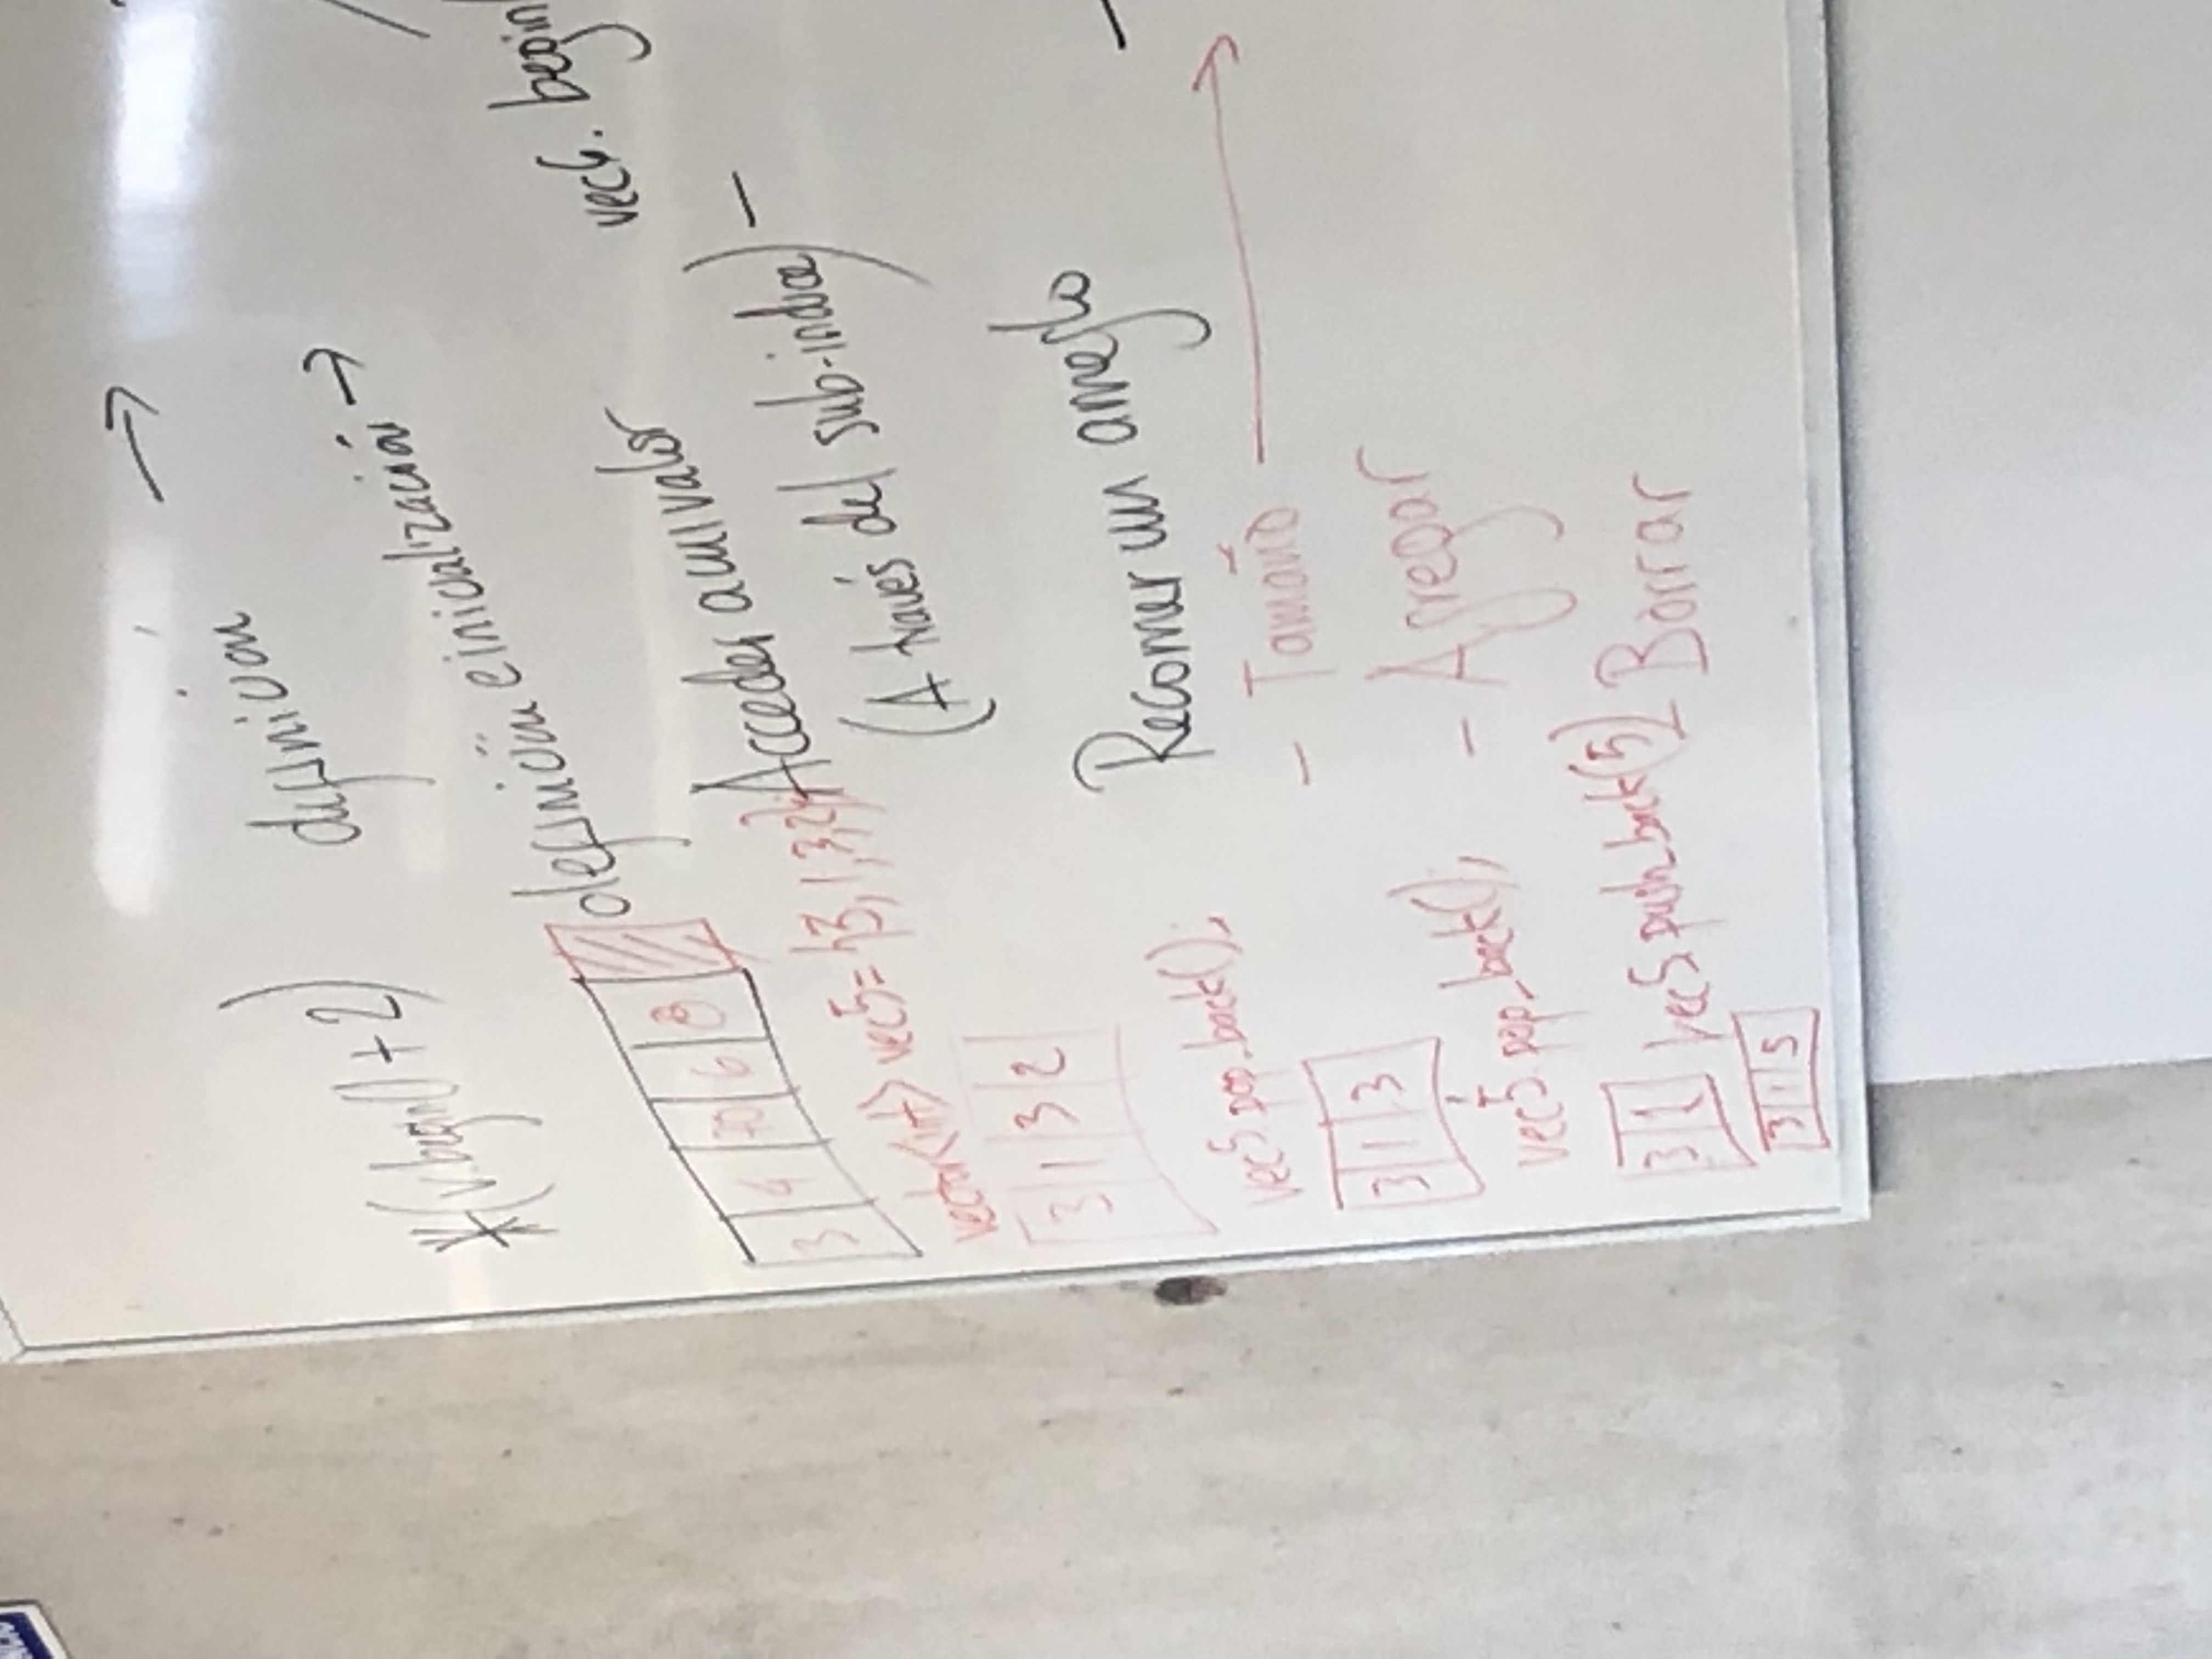 *(v.begin() + 2)
definición →
definición e inicialización →
3 4 70 6 8
Acceder a un valor
(A través del sub-indice) -
vec6. begin(
vector<int> vec5 = {3, 1, 3, 2};
3 1 3 2
Recorrer un arreglo
vec5.pop_back();
- Tamaño
3 1 3
- Agregar
vec5.pop_back();
3 1 vec5.push_back(5)
- Borrar
3 1 5